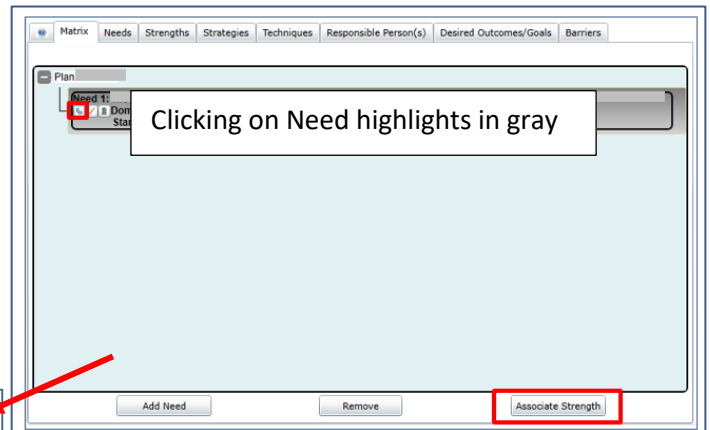 Matrix Needs Strengths Strategies Techniques Responsible Person(s) Desired Outcomes/Goals Barriers
Plan
Need 1:
Clicking on Need highlights in gray
Add Need Remove Associate Strength